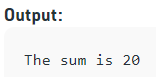 Output:
The sum is 20